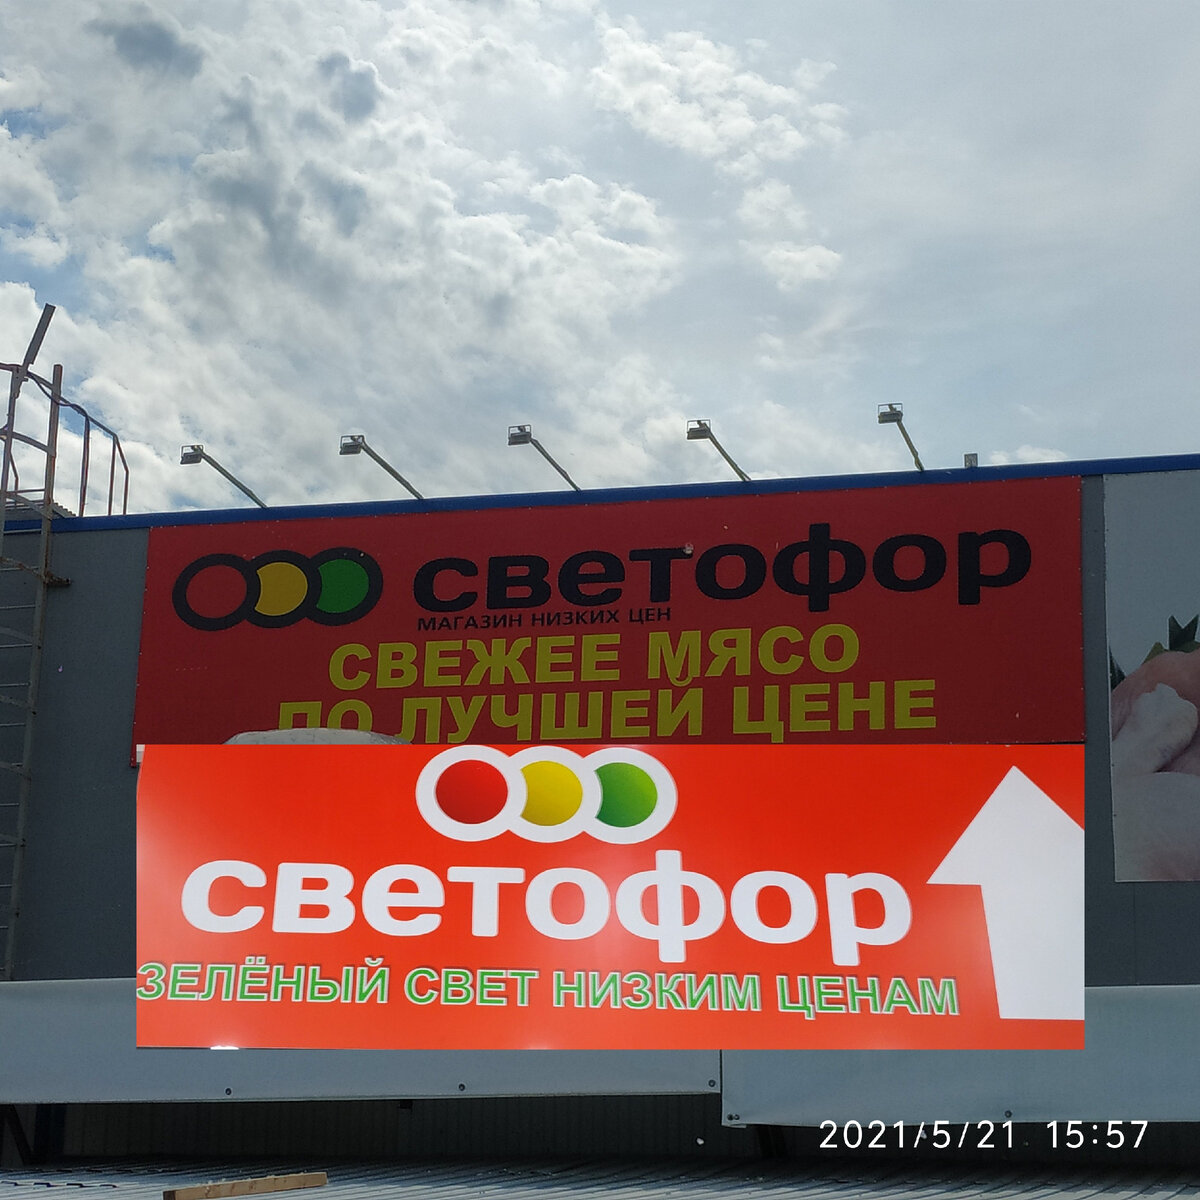 светофор
МАГАЗИН НИЗКИХ ЦЕН
СВЕЖЕЕ МЯСО
ПО ЛУЧШЕЙ ЦЕНЕ
светофор
ЗЕЛЁНЫЙ СВЕТ НИЗКИМ ЦЕНАМ
2021/5/21 15:57